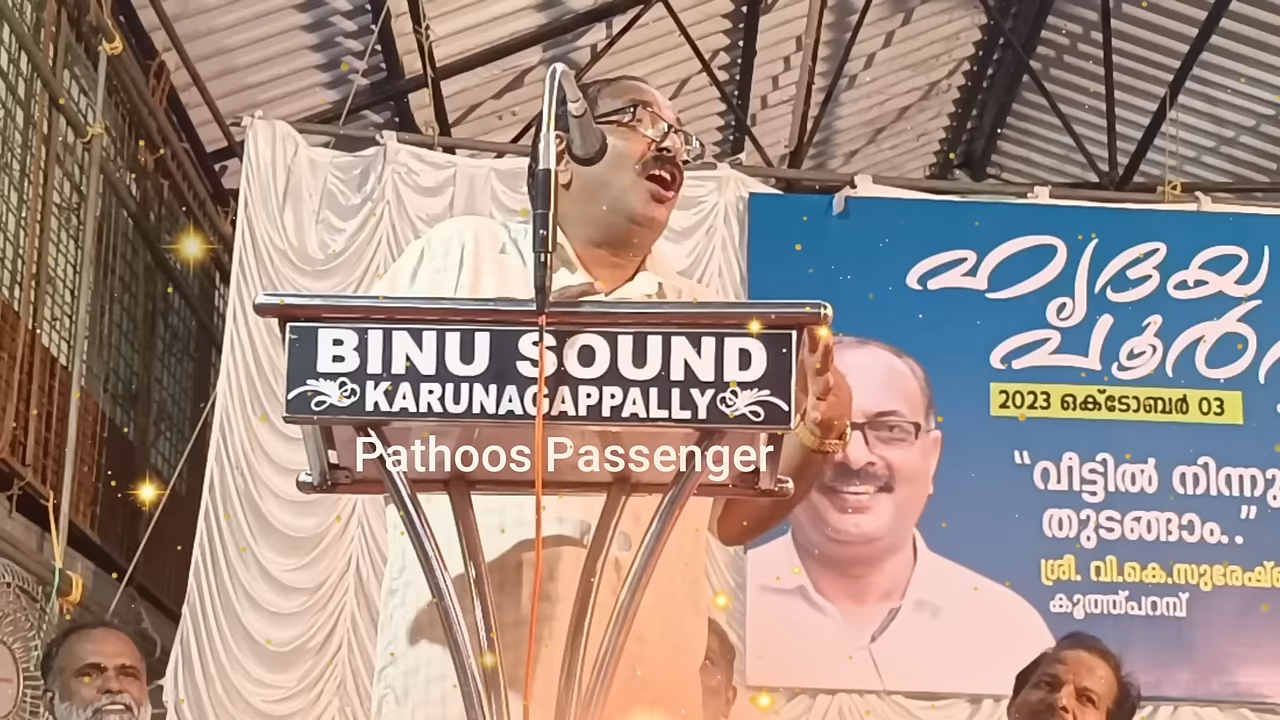 BINU SOUND
KARUNAGAPPALLY
Pathoos Passenger
ഹൃദയ
2023 ഒക്ടോബർ 03
“വീട്ടിൽ നിന്നു
തുടങ്ങാം..”
ശ്രീ. വി.കെ.സുരേഷ്
കൂത്ത്പറമ്പ്